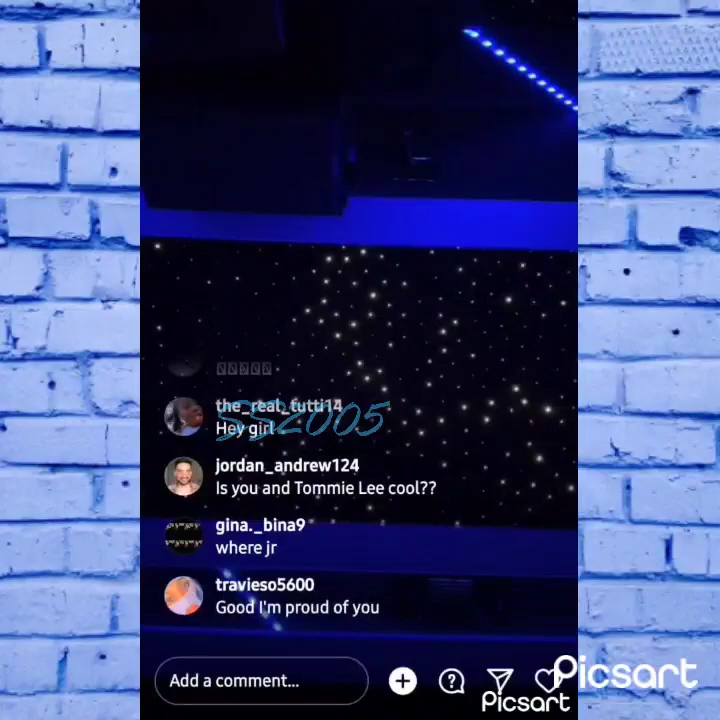 the_real_tutti14
SS2005
Hey girl
jordan_andrew124
Is you and Tommie Lee cool??
gina._bina9
where jr
travieso5600
Good I'm proud of you
Add a comment...
Picsart
Picsart